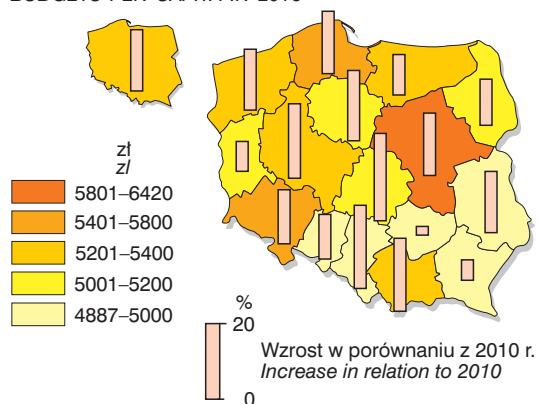 zł
zl
5801–6420
5401–5800
5201–5400
5001–5200
4887–5000
%
20
0
Wzrost w porównaniu z 2010 r.
Increase in relation to 2010